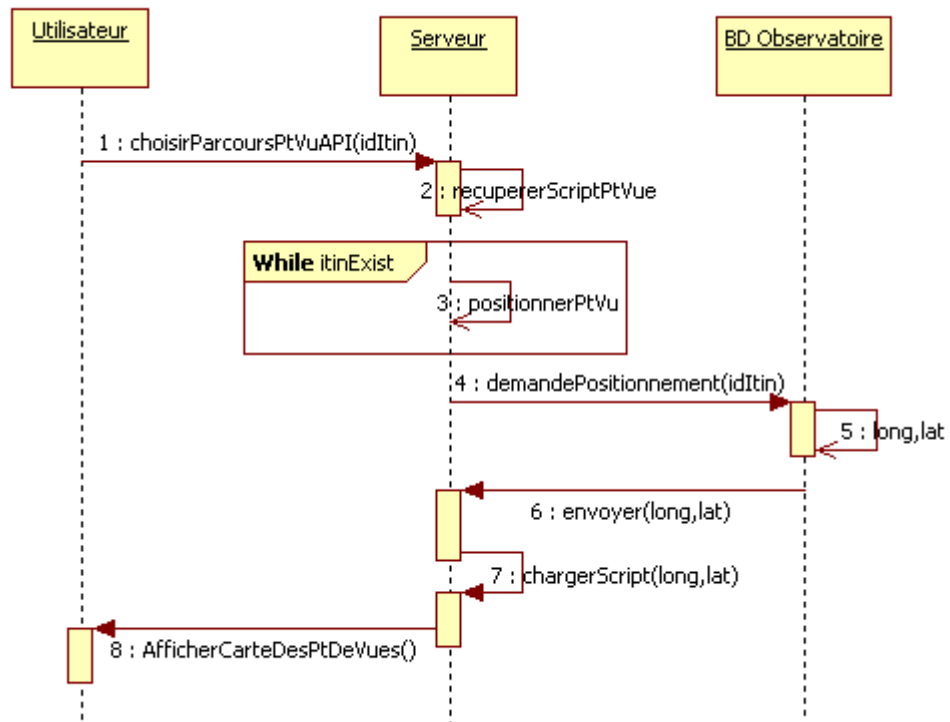 Utilisateur
Serveur
BD Observatoire
1 : choisirParcoursPtVuAPI(idItin)
2 : recupererScriptPtVue
While itinExist
3 : positionnerPtVu
4 : demandePositionnement(idItin)
5 : long,lat
6 : envoyer(long,lat)
7 : chargerScript(long,lat)
8 : AfficherCarteDesPtDeVues()